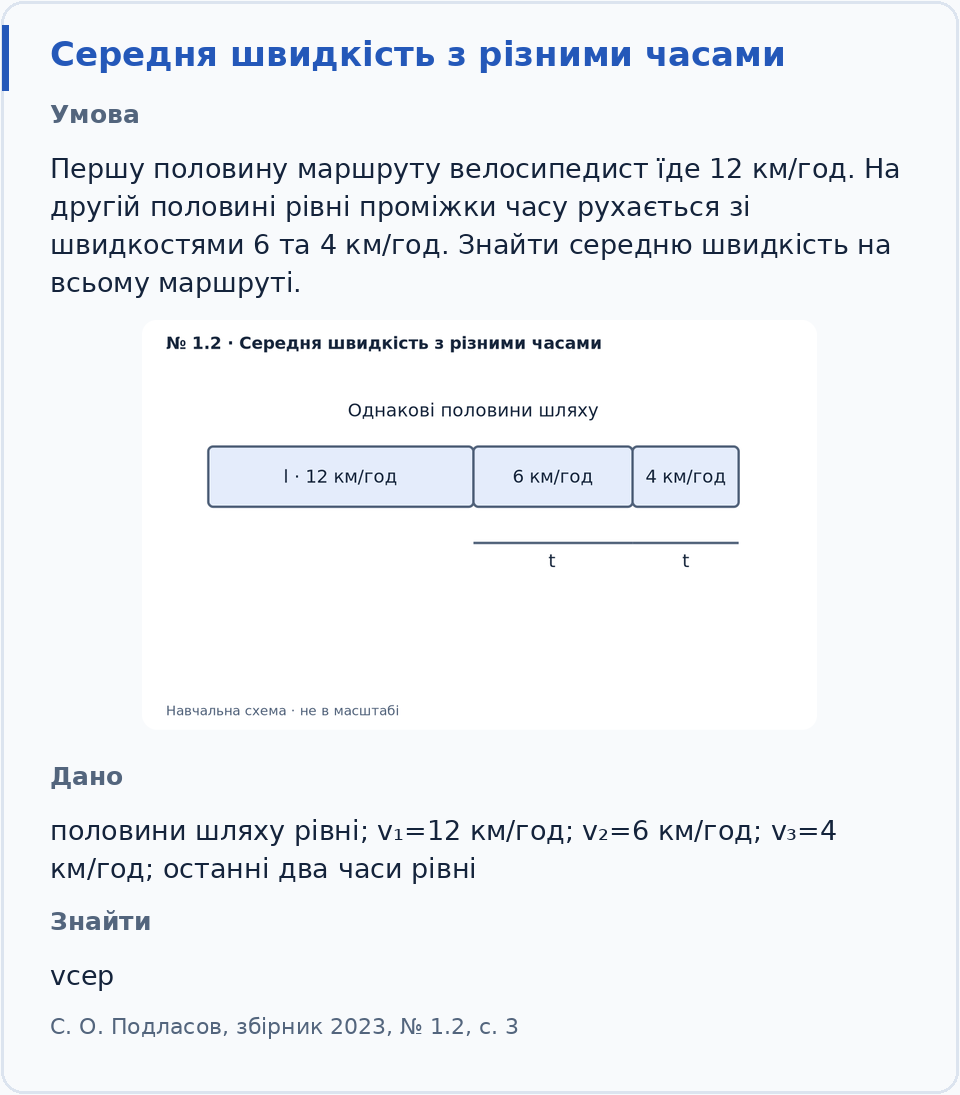 Середня швидкість з різними часами
Умова
Першу половину маршруту велосипедист їде 12 км/год. На
другій половині рівні проміжки часу рухається зі
швидкостями 6 та 4 км/год. Знайти середню швидкість на
всьому маршруті.
№ 1.2 · Середня швидкість з різними часами
Однакові половини шляху
l · 12 км/год 6 км/год 4 км/год
t t
Навчальна схема · не в масштабі
Дано
половини шляху рівні; v₁=12 км/год; v₂=6 км/год; v₃=4
км/год; останні два часи рівні
Знайти
vсер
С. О. Подласов, збірник 2023, № 1.2, с. 3